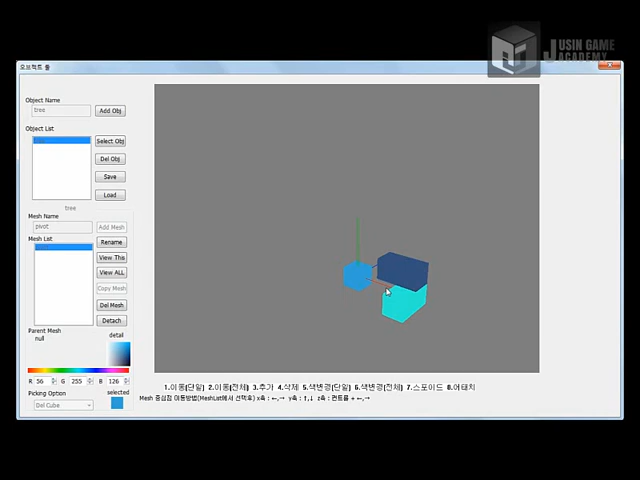 JUSIN GAME
ACADEMY
오브젝트 툴
Object Name
tree
Add Obj
Object List
Select Obj
Del Obj
Save
Load
tree
Mesh Name
pivot
Add Mesh
Mesh List
Rename
View This
View ALL
Copy Mesh
Del Mesh
Detach
Parent Mesh
null
detail
R 56 G 255 B 126
Picking Option
selected
Del Cube
1.이동(단일) 2.이동(전체) 3.추가 4.삭제 5.색변경(단일) 6.색변경(전체) 7.스포이드 8.어태치
Mesh 중심점 이동방법(MeshList에서 선택후) x축 : ←,→ y축 : ↑,↓ z축 : 컨트롤 + ←,→